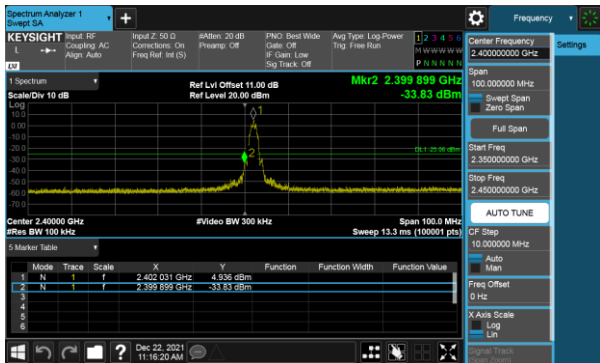 Spectrum Analyzer 1
Swept SA
+
Frequency
KEYSIGHT
L
LXI
Input: RF
Coupling: AC
Align: Auto
Input Z: 50 Ω
Corrections: On
Freq Ref: Int (S)
#Atten: 20 dB
Preamp: Off
PNO: Best Wide
Gate: Off
IF Gain: Low
Sig Track: Off
Avg Type: Log-Power
Trig: Free Run
1 2 3 4 5 6
M W W W W W
P N N N N N
1 Spectrum
Scale/Div 10 dB
Ref Lvl Offset 11.00 dB
Ref Level 20.00 dBm
Mkr2 2.399 899 GHz
-33.83 dBm
Log
10.0
0.00
-10.0
-20.0
-30.0
-40.0
-50.0
-60.0
-70.0
1
2
Center 2.40000 GHz
#Res BW 100 kHz
#Video BW 300 kHz
Span 100.0 MHz
Sweep 13.3 ms (100001 pts)
5 Marker Table
Mode Trace Scale X Y Function Function Width Function Value
1 N 1 f 2.402 031 GHz 4.936 dBm
2 N 1 f 2.399 899 GHz -33.83 dBm
3
4
5
6
Center Frequency
2.400000000 GHz
Settings
Span
100.000000 MHz
Swept Span
Zero Span
Full Span
Start Freq
2.350000000 GHz
Stop Freq
2.450000000 GHz
AUTO TUNE
CF Step
10.000000 MHz
Auto
Man
Freq Offset
0 Hz
X Axis Scale
Log
Lin
Signal Track
(Span Zoom)
?
Dec 22, 2021
11:16:20 AM